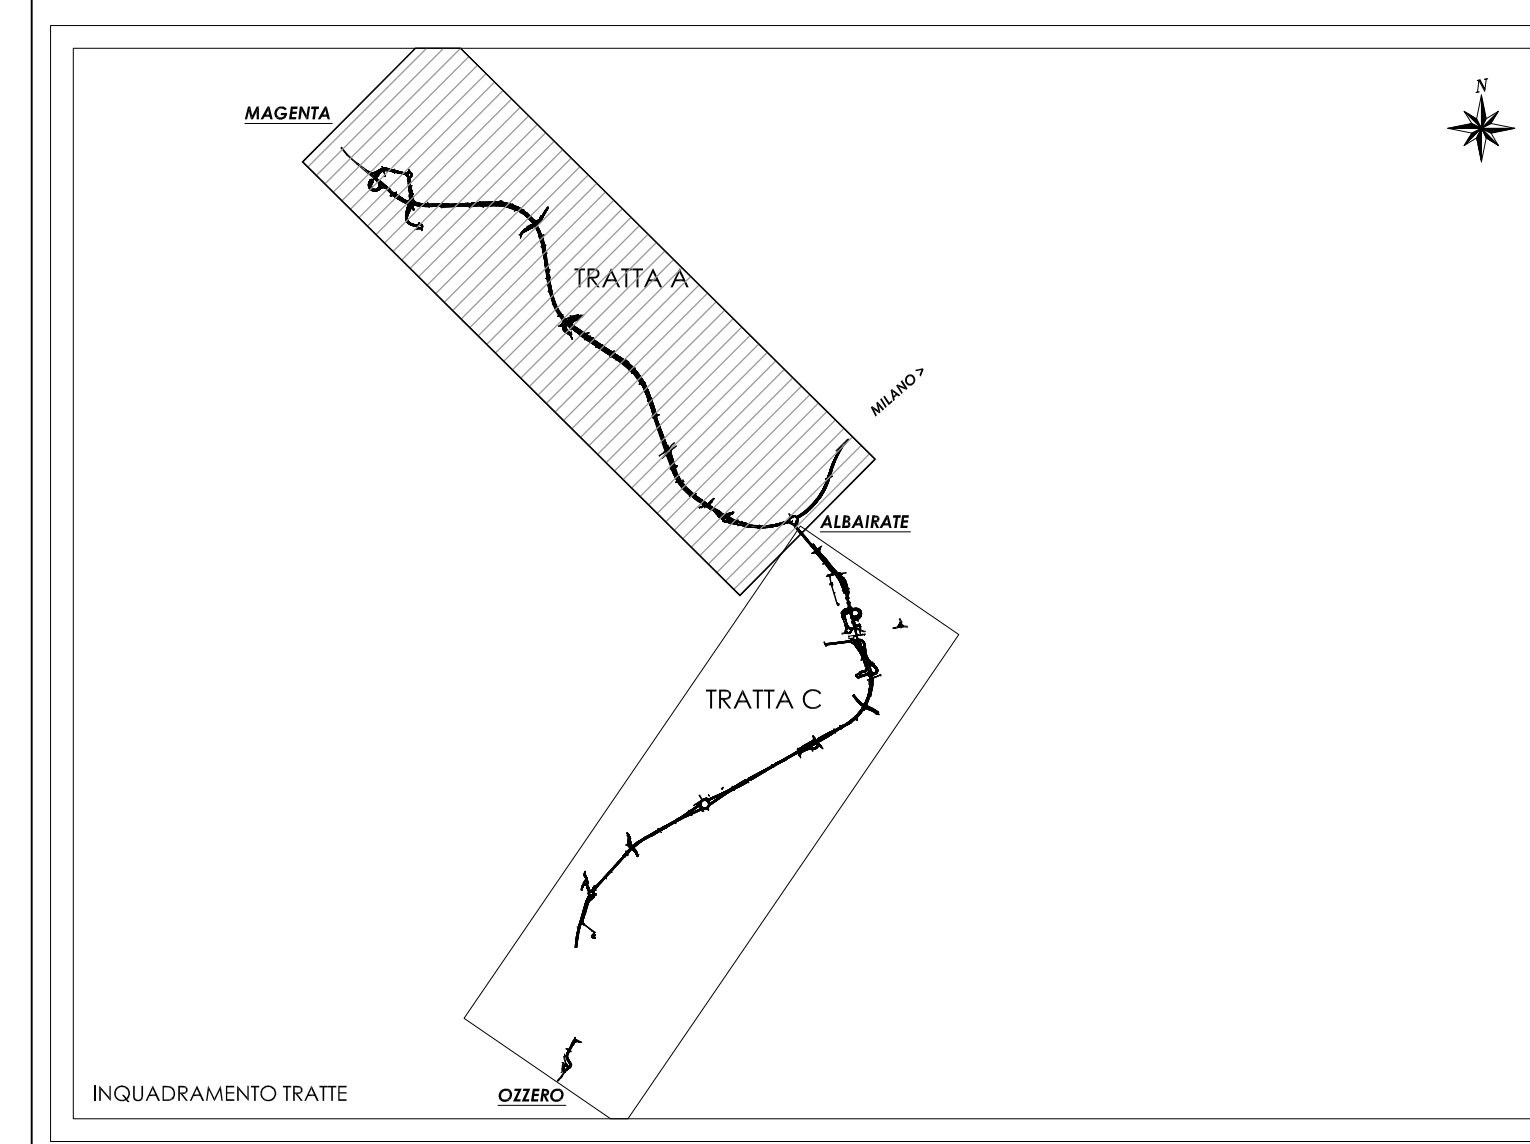 N
MAGENTA
TRATTA A
MILANO >
ALBAIRATE
TRATTA C
INQUADRAMENTO TRATTE
OZZERO